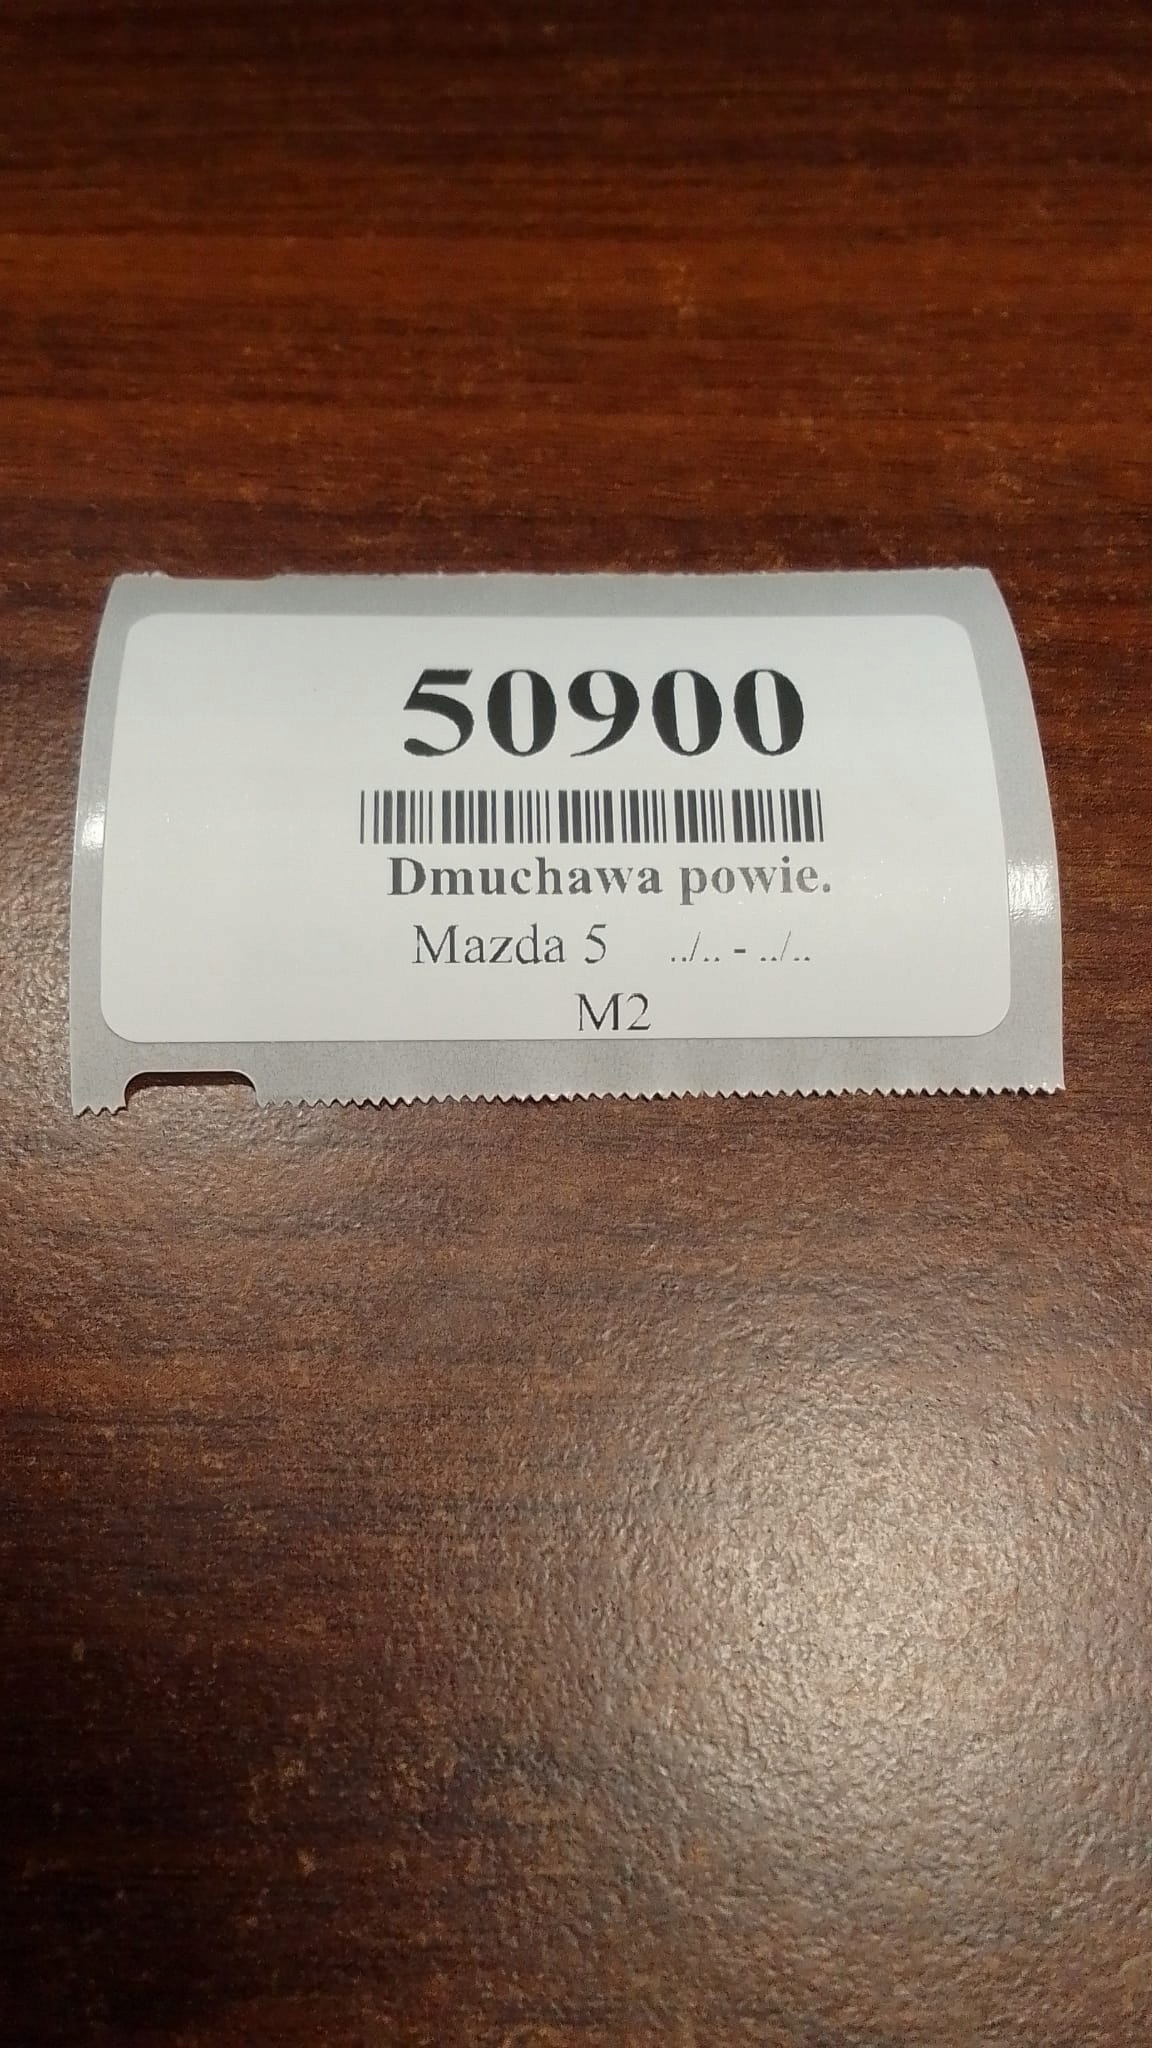 50900
Dmuchawa powie.
Mazda 5 ../.. - ../..
M2